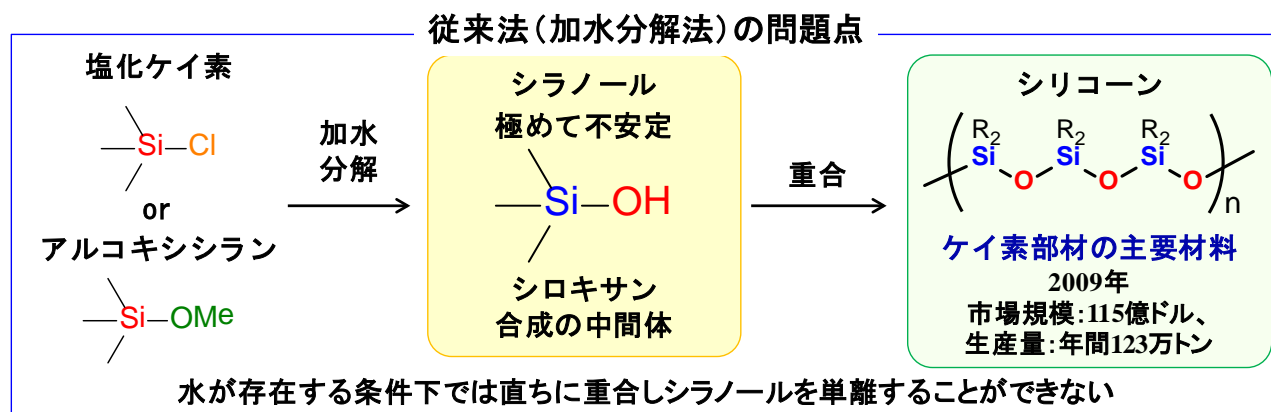 従来法（加水分解法）の問題点
塩化ケイ素
Si Cl
or
アルコキシシラン
Si OMe
加水
分解
シラノール
極めて不安定
Si OH
シロキサン
合成の中間体
重合
シリコーン
R2 R2 R2
Si Si Si
O O O
n
ケイ素部材の主要材料
2009年
市場規模：115億ドル、
生産量：年間123万トン
水が存在する条件下では直ちに重合しシラノールを単離することができない